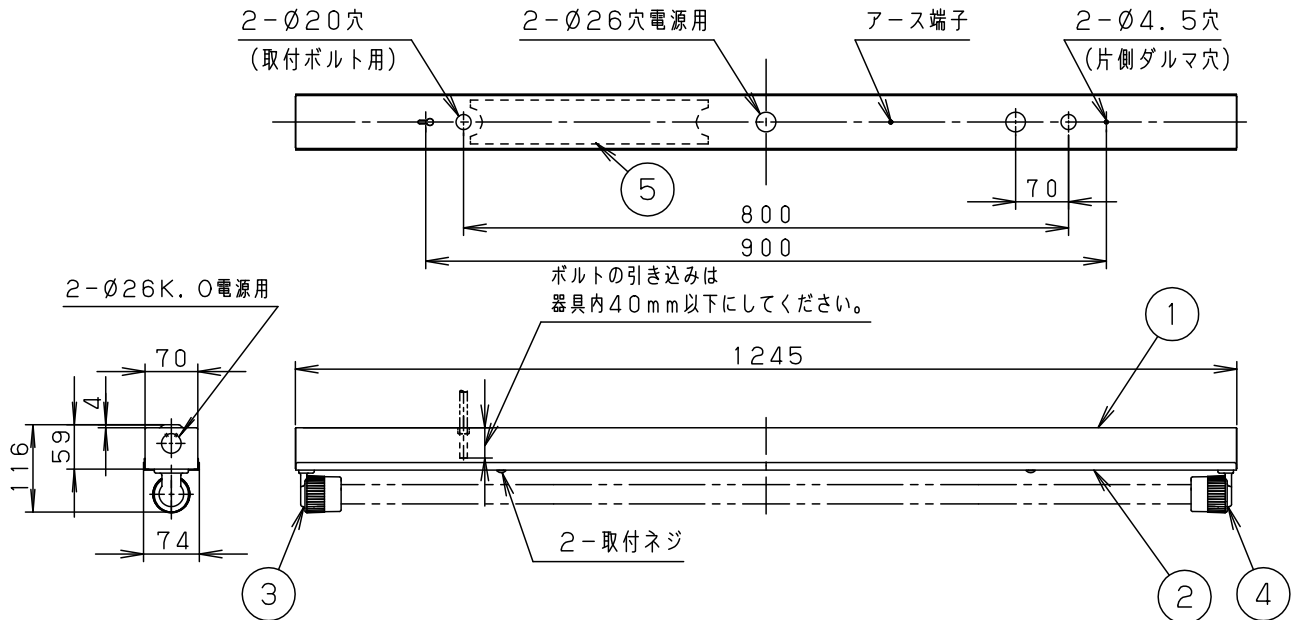 2-Ø20穴
(取付ボルト用)
2-Ø26穴電源用
アース端子
2-Ø4.5穴
(片側ダルマ穴)
5
70
800
900
ボルトの引き込みは
器具内40mm以下にしてください。
2-Ø26K.O電源用
1
70
1245
4
59
116
74
2-取付ネジ
3
2
4